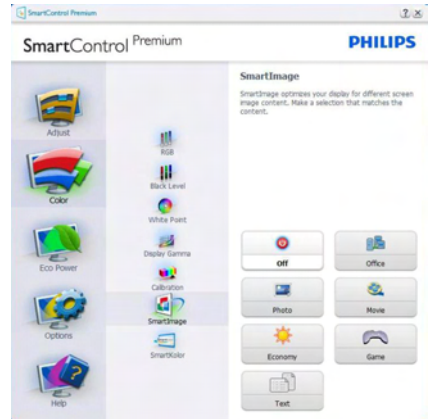 SmartControl Premium
SmartControl Premium
PHILIPS
Adjust
Color
Eco Power
Options
Help
RGB
Black Level
White Point
Display Gamma
Calibration
SmartImage
SmartKolor
SmartImage
SmartImage optimizes your display for different screen
image content. Make a selection that matches the
content.
Off
Office
Photo
Movie
Economy
Game
Text